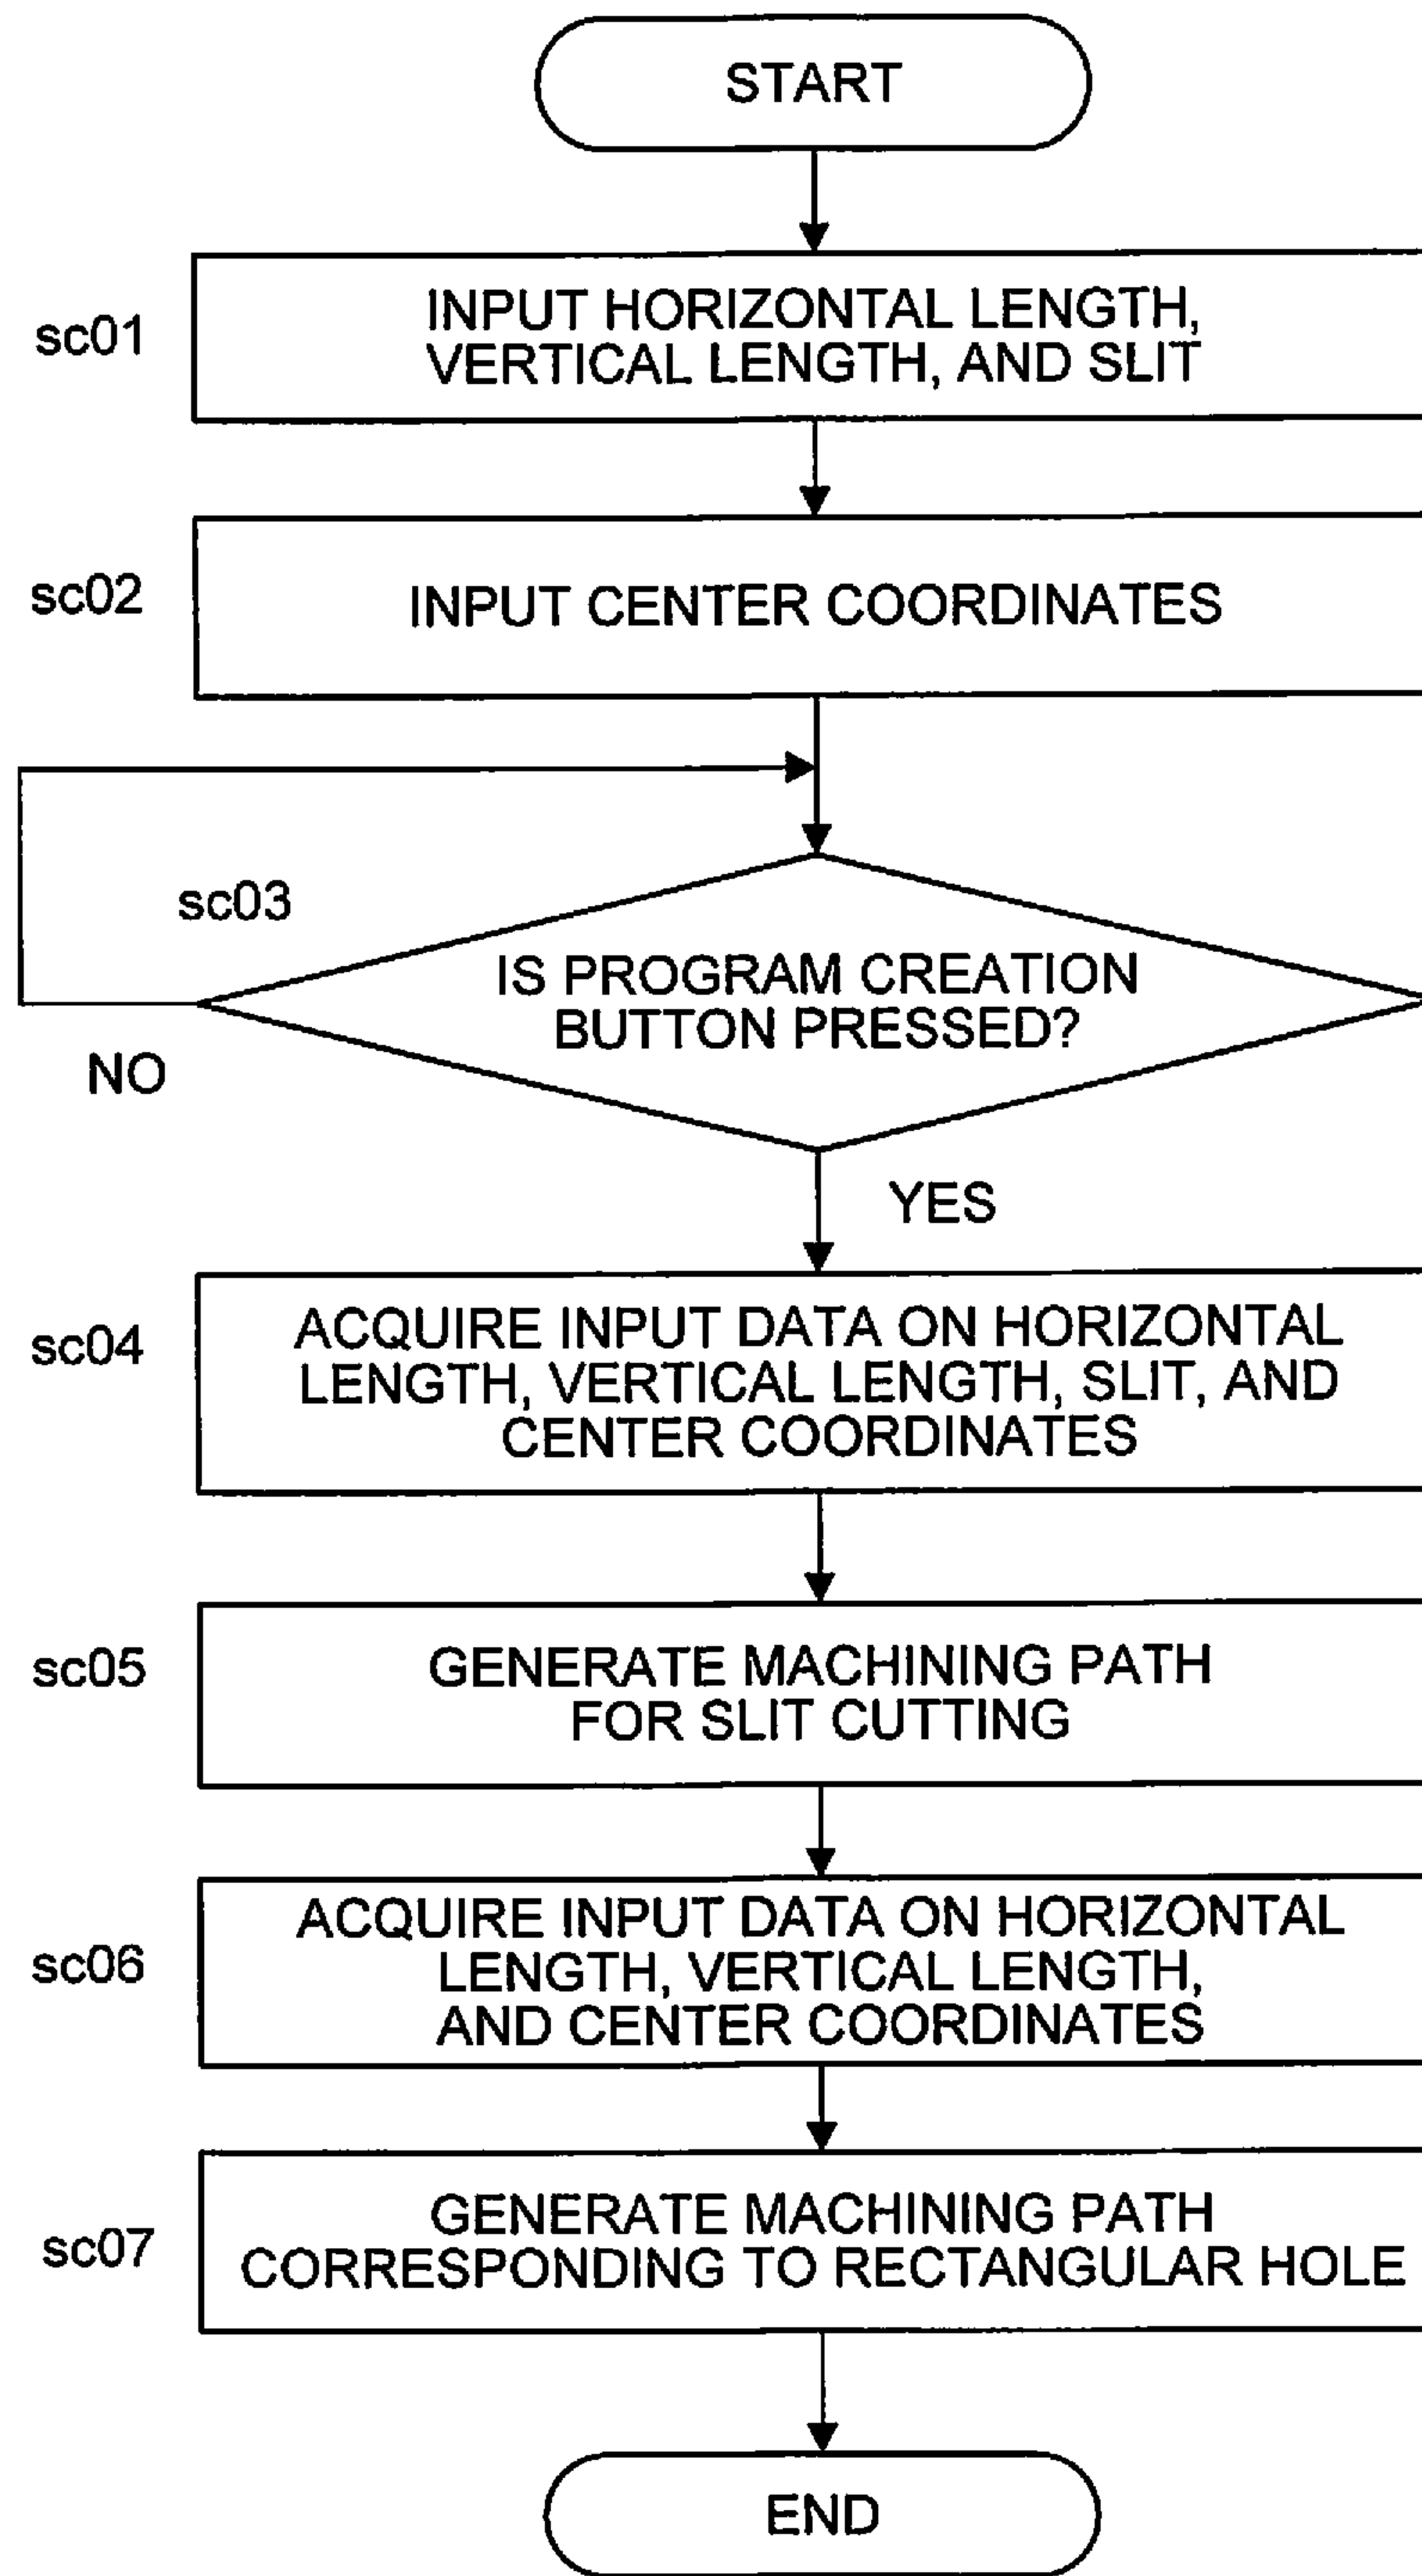 START
sc01
INPUT HORIZONTAL LENGTH,
VERTICAL LENGTH, AND SLIT
sc02
INPUT CENTER COORDINATES
sc03
IS PROGRAM CREATION
BUTTON PRESSED?
NO
YES
sc04
ACQUIRE INPUT DATA ON HORIZONTAL
LENGTH, VERTICAL LENGTH, SLIT, AND
CENTER COORDINATES
sc05
GENERATE MACHINING PATH
FOR SLIT CUTTING
sc06
ACQUIRE INPUT DATA ON HORIZONTAL
LENGTH, VERTICAL LENGTH,
AND CENTER COORDINATES
sc07
GENERATE MACHINING PATH
CORRESPONDING TO RECTANGULAR HOLE
END